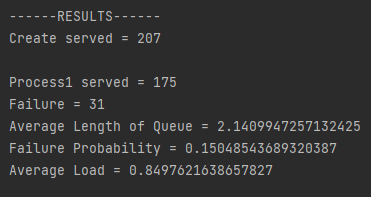 ------RESULTS------
Create served = 207
Process1 served = 175
Failure = 31
Average Length of Queue = 2.1409947257132425
Failure Probability = 0.15048543689320387
Average Load = 0.8497621638657827